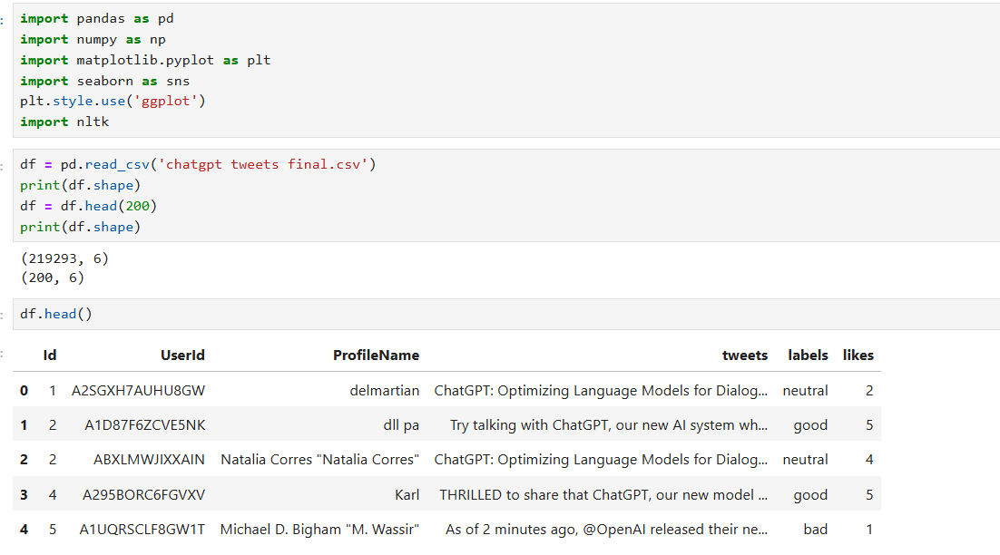 import pandas as pd
import numpy as np
import matplotlib.pyplot as plt
import seaborn as sns
plt.style.use('ggplot')
import nltk
df = pd.read_csv('chatgpt tweets final.csv')
print(df.shape)
df = df.head(200)
print(df.shape)
(219293, 6)
(200, 6)
df.head()
Id UserId ProfileName tweets labels likes
0 1 A2SGXH7AUHU8GW delmartian ChatGPT: Optimizing Language Models for Dialog... neutral 2
1 2 A1D87F6ZCVE5NK dll pa Try talking with ChatGPT, our new AI system wh... good 5
2 2 ABXLMWJIXXAIN Natalia Corres "Natalia Corres" ChatGPT: Optimizing Language Models for Dialog... neutral 4
3 4 A295BORC6FGVXV Karl THRILLED to share that ChatGPT, our new model ... good 5
4 5 A1UQRSCLF8GW1T Michael D. Bigham "M. Wassir" As of 2 minutes ago, @OpenAI released their ne... bad 1